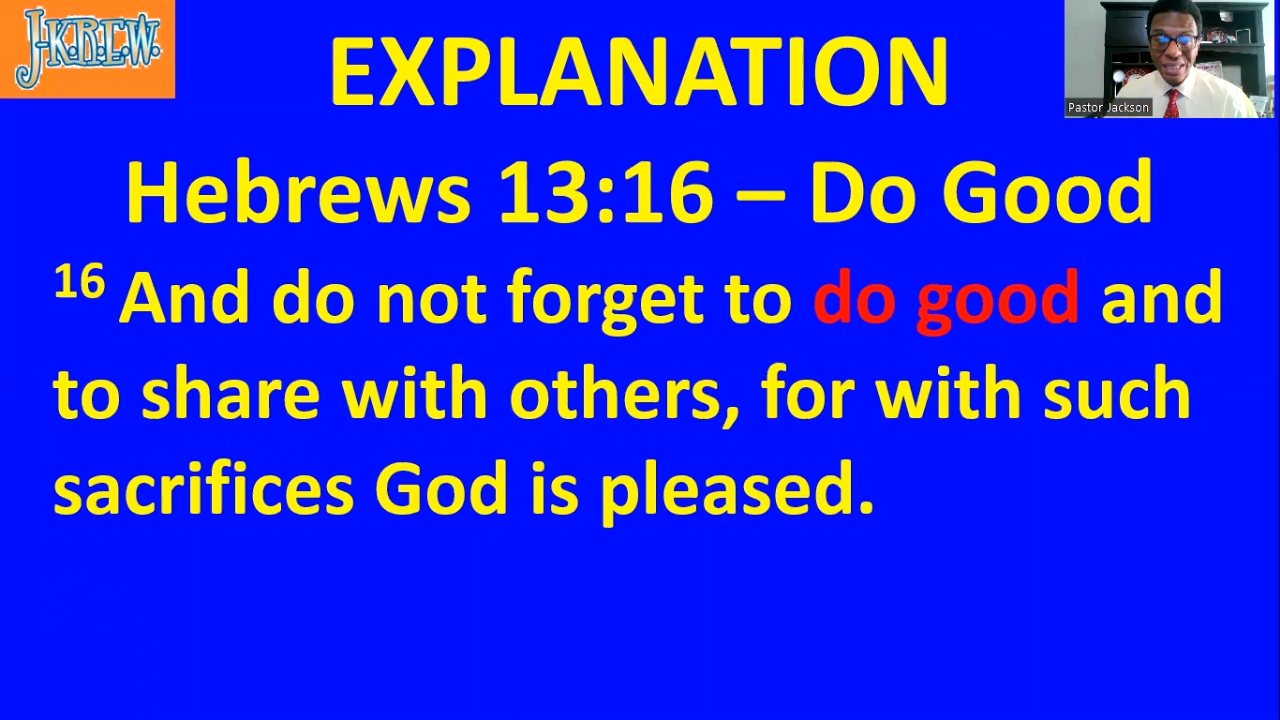 J-K.R.E.W.
EXPLANATION
Pastor Jackson
Hebrews 13:16 – Do Good
16 And do not forget to do good and
to share with others, for with such
sacrifices God is pleased.